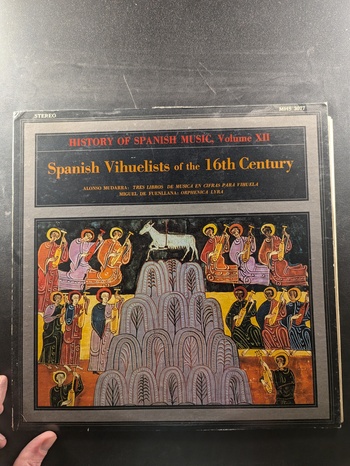 STEREO
HISTORY OF SPANISH MUSIC, Volume XII
Spanish Vihuelists of the 16th Century
ALONSO MUDARRA: TRES LIBROS DE MUSICA EN CIFRAS PARA VIHUELA
MIGUEL DE FUENLLANA: ORPHENICA LYRA